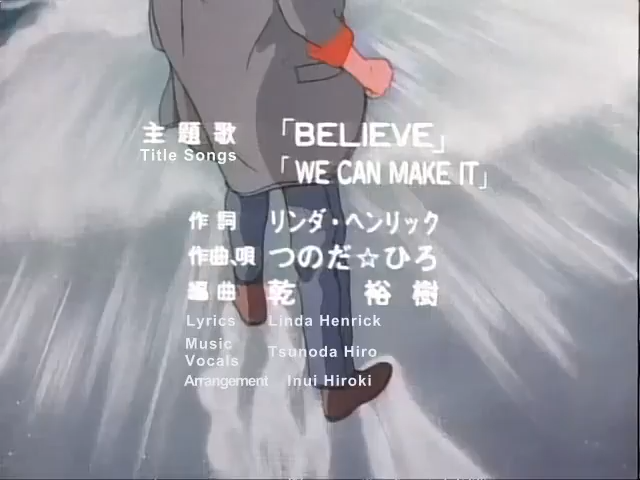 主題歌 「BELIEVE」
Title Songs
「WE CAN MAKE IT」
作詞 リンダ・ヘンリック
作曲、唄 つのだ☆ひろ
編曲 乾 裕樹
Lyrics Linda Henrick
Music
Vocals Tsunoda Hiro
Arrangement Inui Hiroki